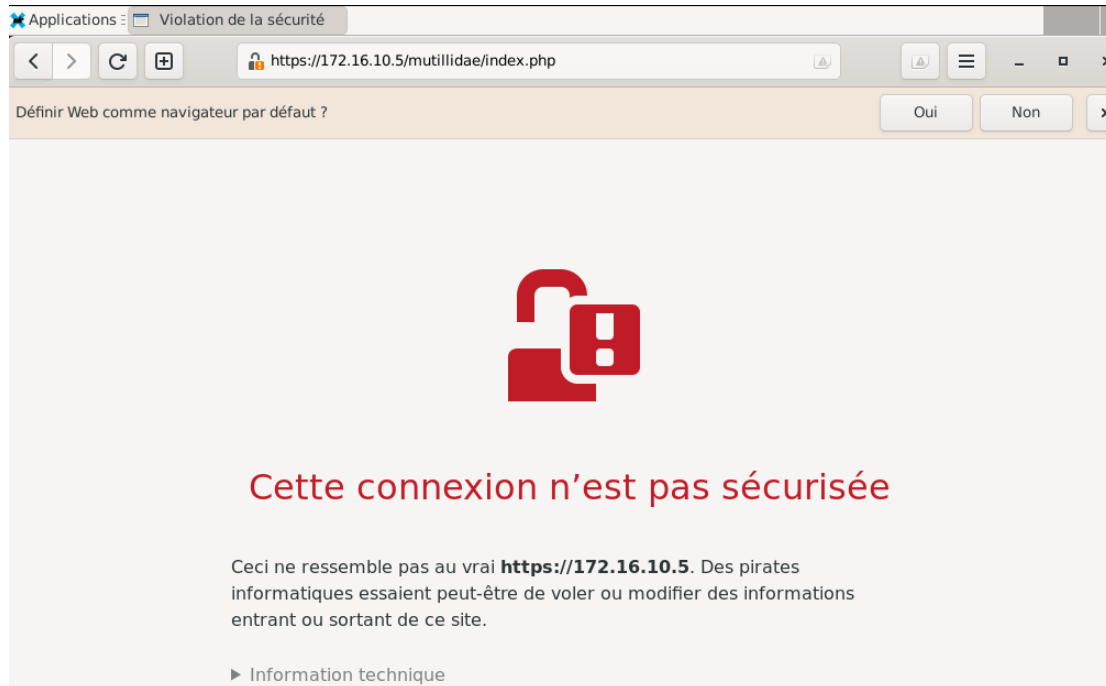 Applications
Violation de la sécurité
https://172.16.10.5/mutillidae/index.php
Définir Web comme navigateur par défaut ?
Oui
Non
Cette connexion n’est pas sécurisée
Ceci ne ressemble pas au vrai https://172.16.10.5. Des pirates
informatiques essaient peut-être de voler ou modifier des informations
entrant ou sortant de ce site.
Information technique